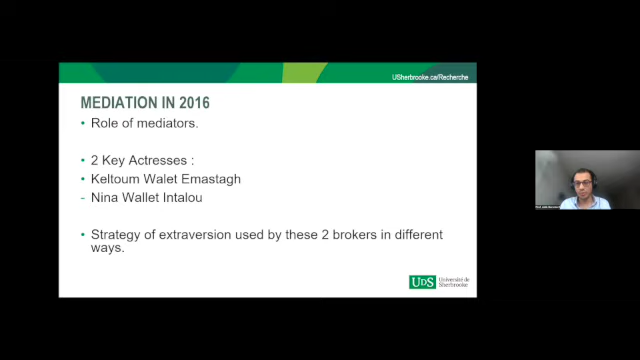 USherbrooke.ca/Recherche
MEDIATION IN 2016
• Role of mediators.
• 2 Key Actresses :
• Keltoum Walet Emastagh
- Nina Wallet Intalou
• Strategy of extraversion used by these 2 brokers in different
ways.
UDS Université de
Sherbrooke